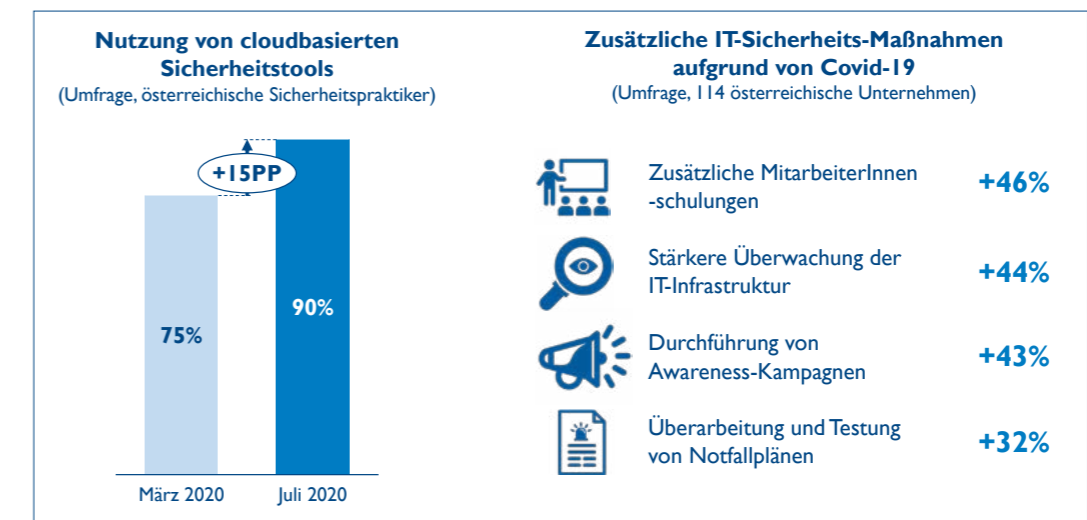 Nutzung von cloudbasierten
Sicherheitstools
(Umfrage, österreichische Sicherheitspraktiker)
+15PP
75%
90%
März 2020
Juli 2020
Zusätzliche IT-Sicherheits-Maßnahmen
aufgrund von Covid-19
(Umfrage, 114 österreichische Unternehmen)
Zusätzliche MitarbeiterInnen
-schulungen
+46%
Stärkere Überwachung der
IT-Infrastruktur
+44%
Durchführung von
Awareness-Kampagnen
+43%
Überarbeitung und Testung
von Notfallplänen
+32%